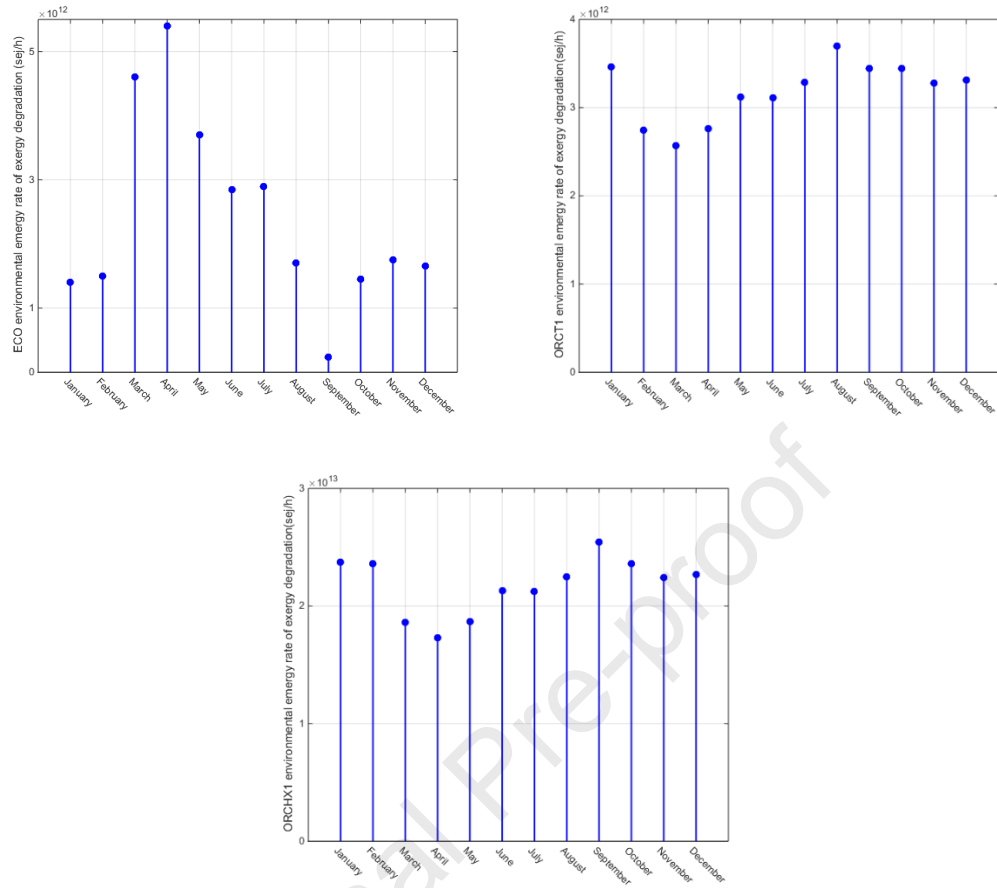 ×10^12
ECO environmental emergy rate of exergy degradation (sej/h)
5
3
1
0
January
February
March
April
May
June
July
August
September
October
November
December
×10^12
ORCT1 environmental emergy rate of exergy degradation(sej/h)
4
3
2
1
0
January
February
March
April
May
June
July
August
September
October
November
December
×10^13
ORCHX1 environmental emergy rate of exergy degradation(sej/h)
3
2
1
0
January
February
March
April
May
June
July
August
September
October
November
December
al Pre-proof